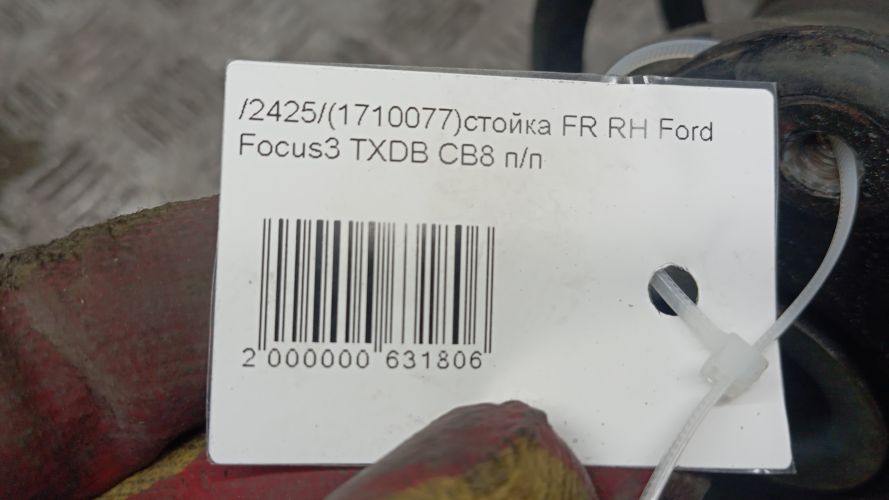 /2425/(1710077)стойка FR RH Ford
Focus3 TXDB CB8 п/п
2 000000 631806